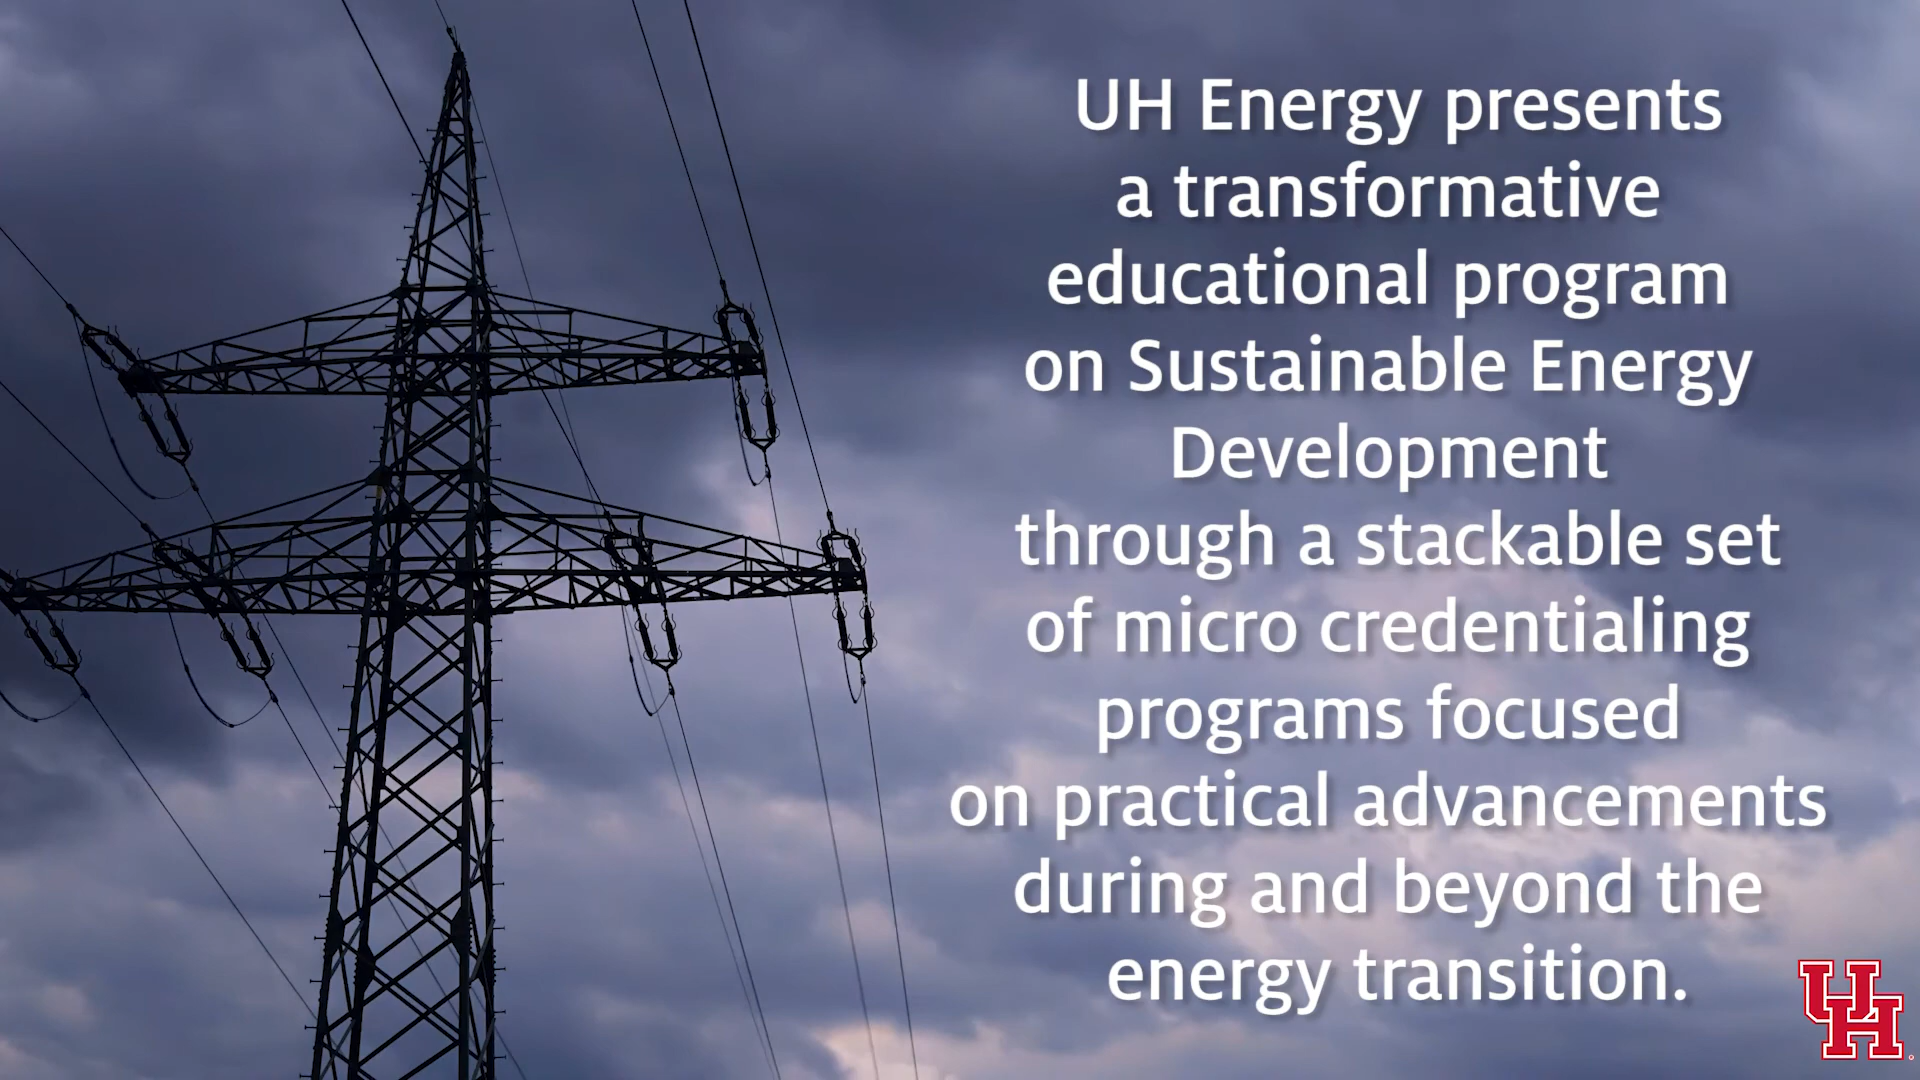 UH Energy presents
a transformative
educational program
on Sustainable Energy
Development
through a stackable set
of micro credentialing
programs focused
on practical advancements
during and beyond the
energy transition.
UH